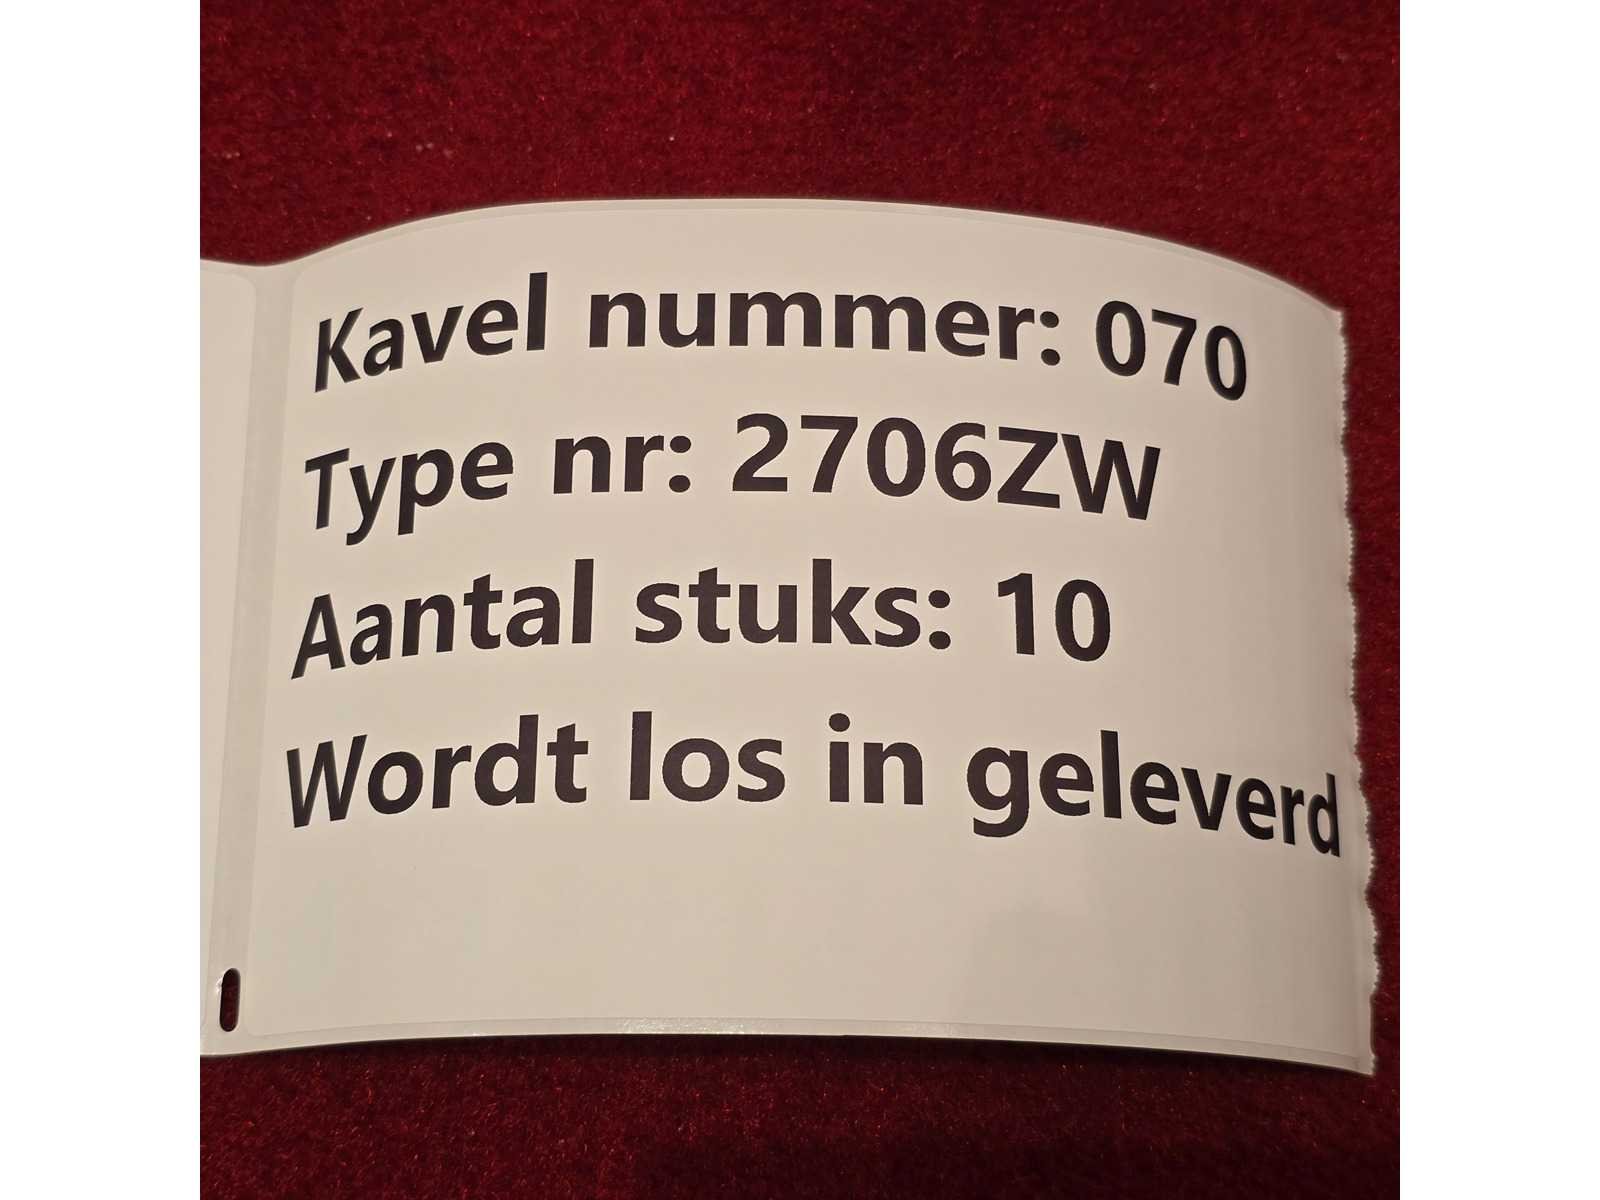 Kavel nummer: 070
Type nr: 2706ZW
Aantal stuks: 10
Wordt los in geleverd